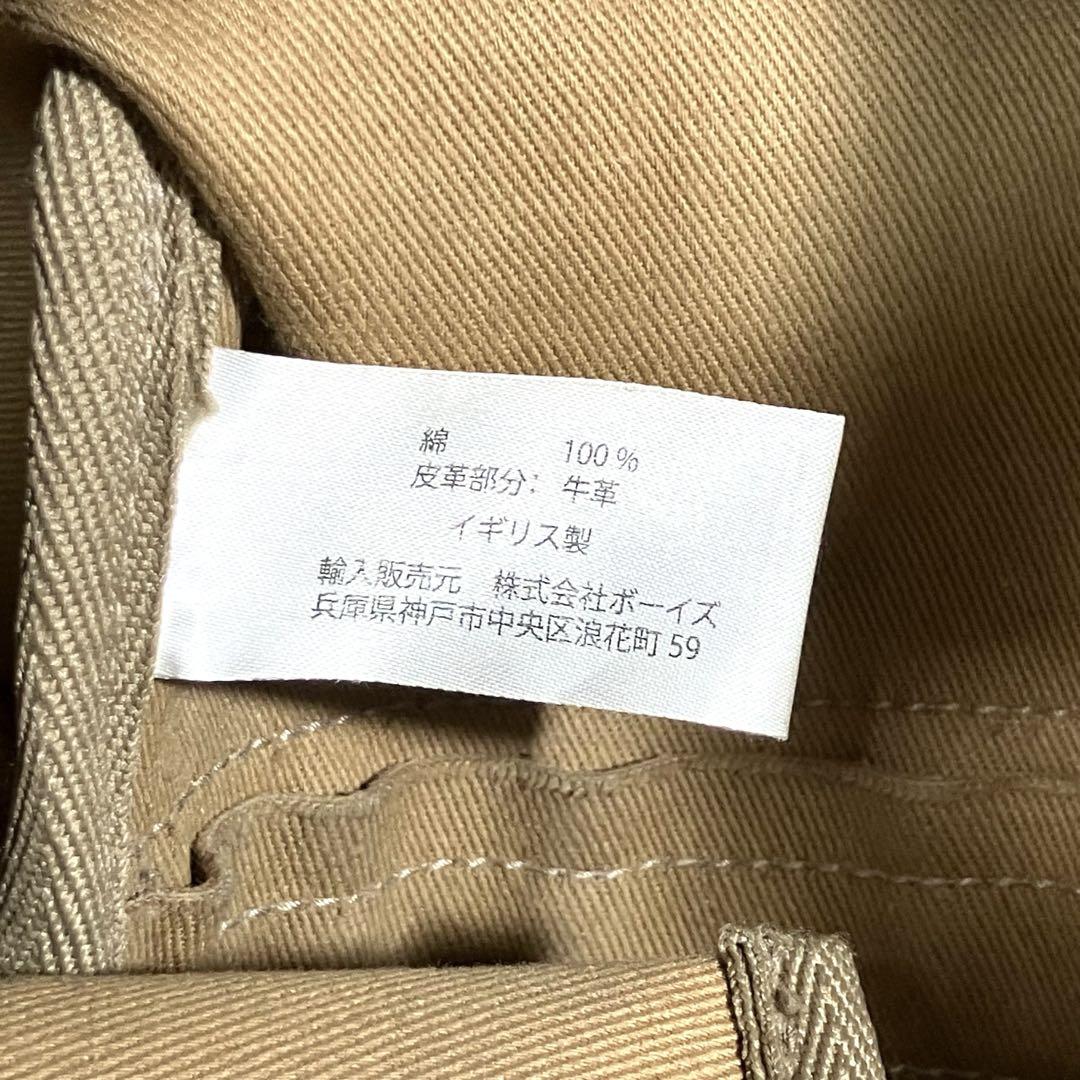 綿 100 %
皮革部分: 牛革
イギリス製
輸入販売元 株式会社ボーイズ
兵庫県神戸市中央区浪花町 59